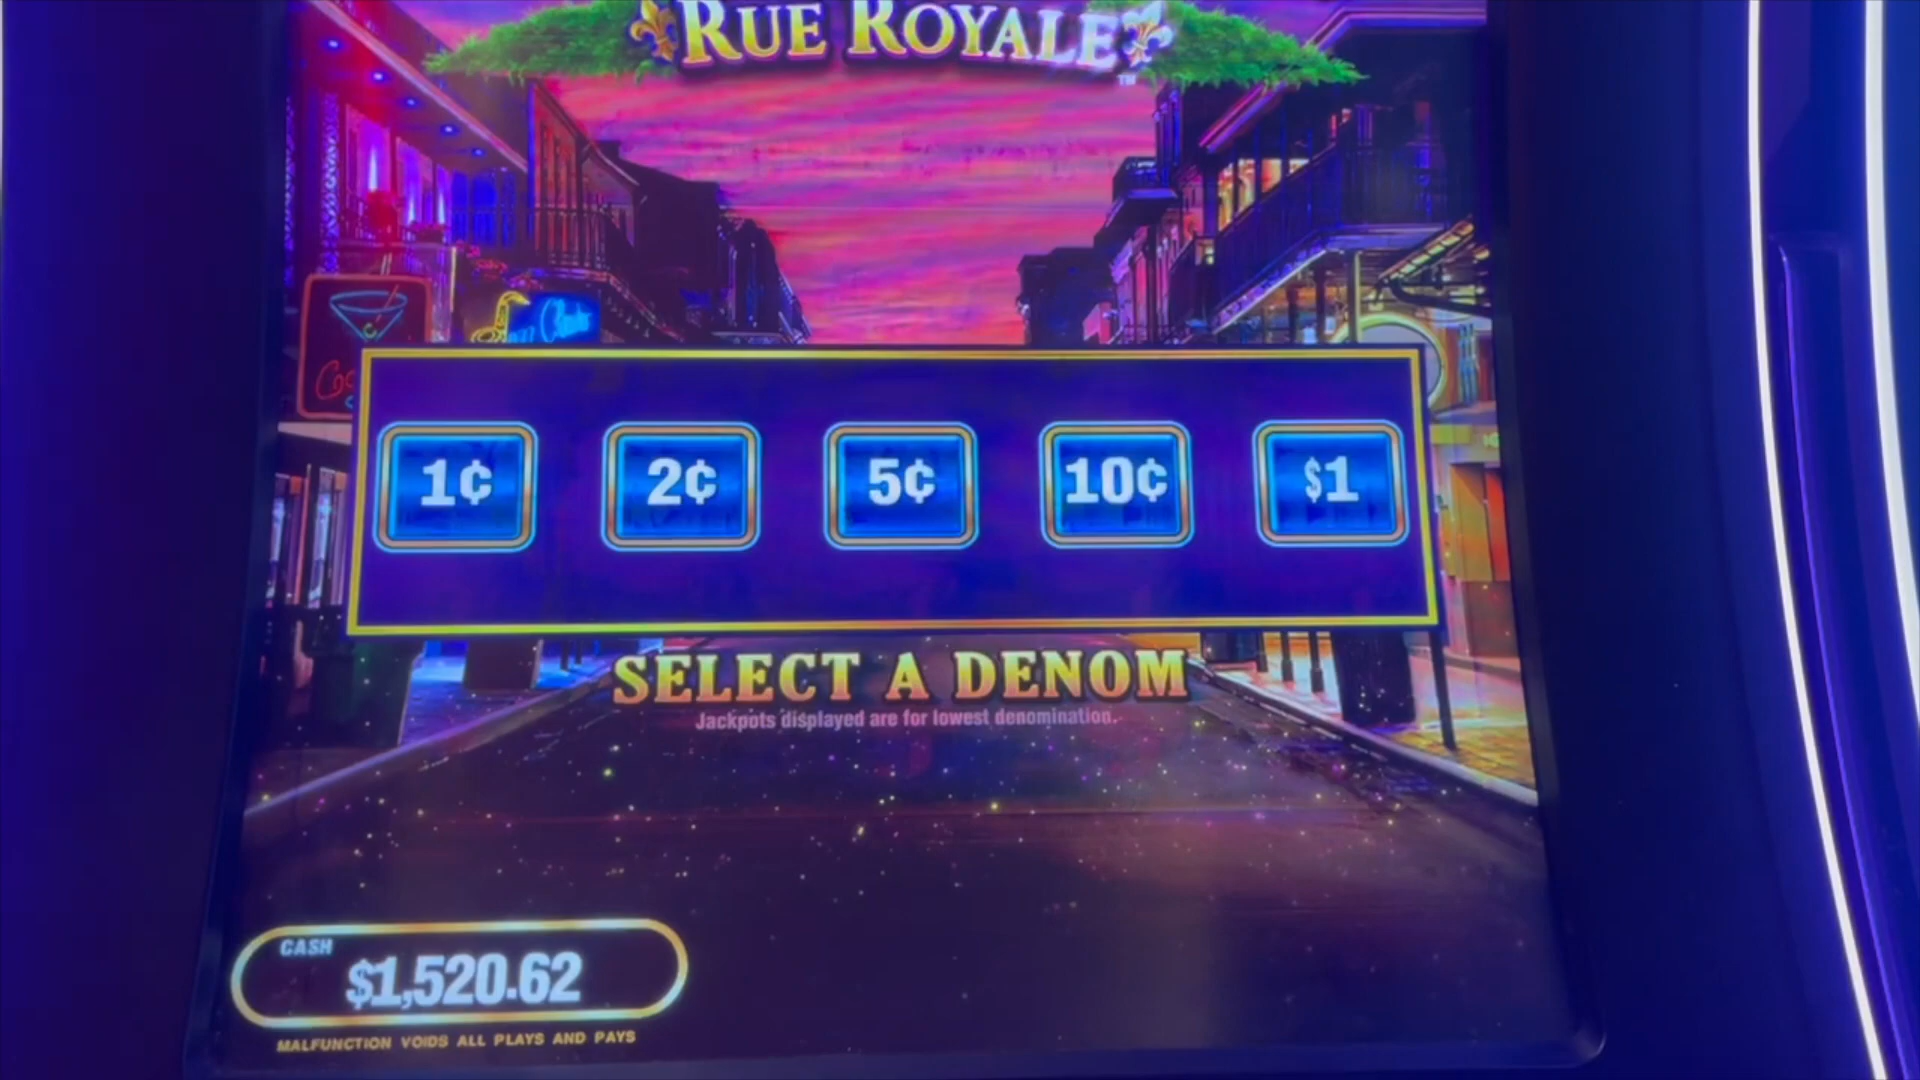 RUE ROYALE
TM
1¢ 2¢ 5¢ 10¢ $1
SELECT A DENOM
Jackpots displayed are for lowest denomination.
CASH
$1,520.62
MALFUNCTION VOIDS ALL PLAYS AND PAYS